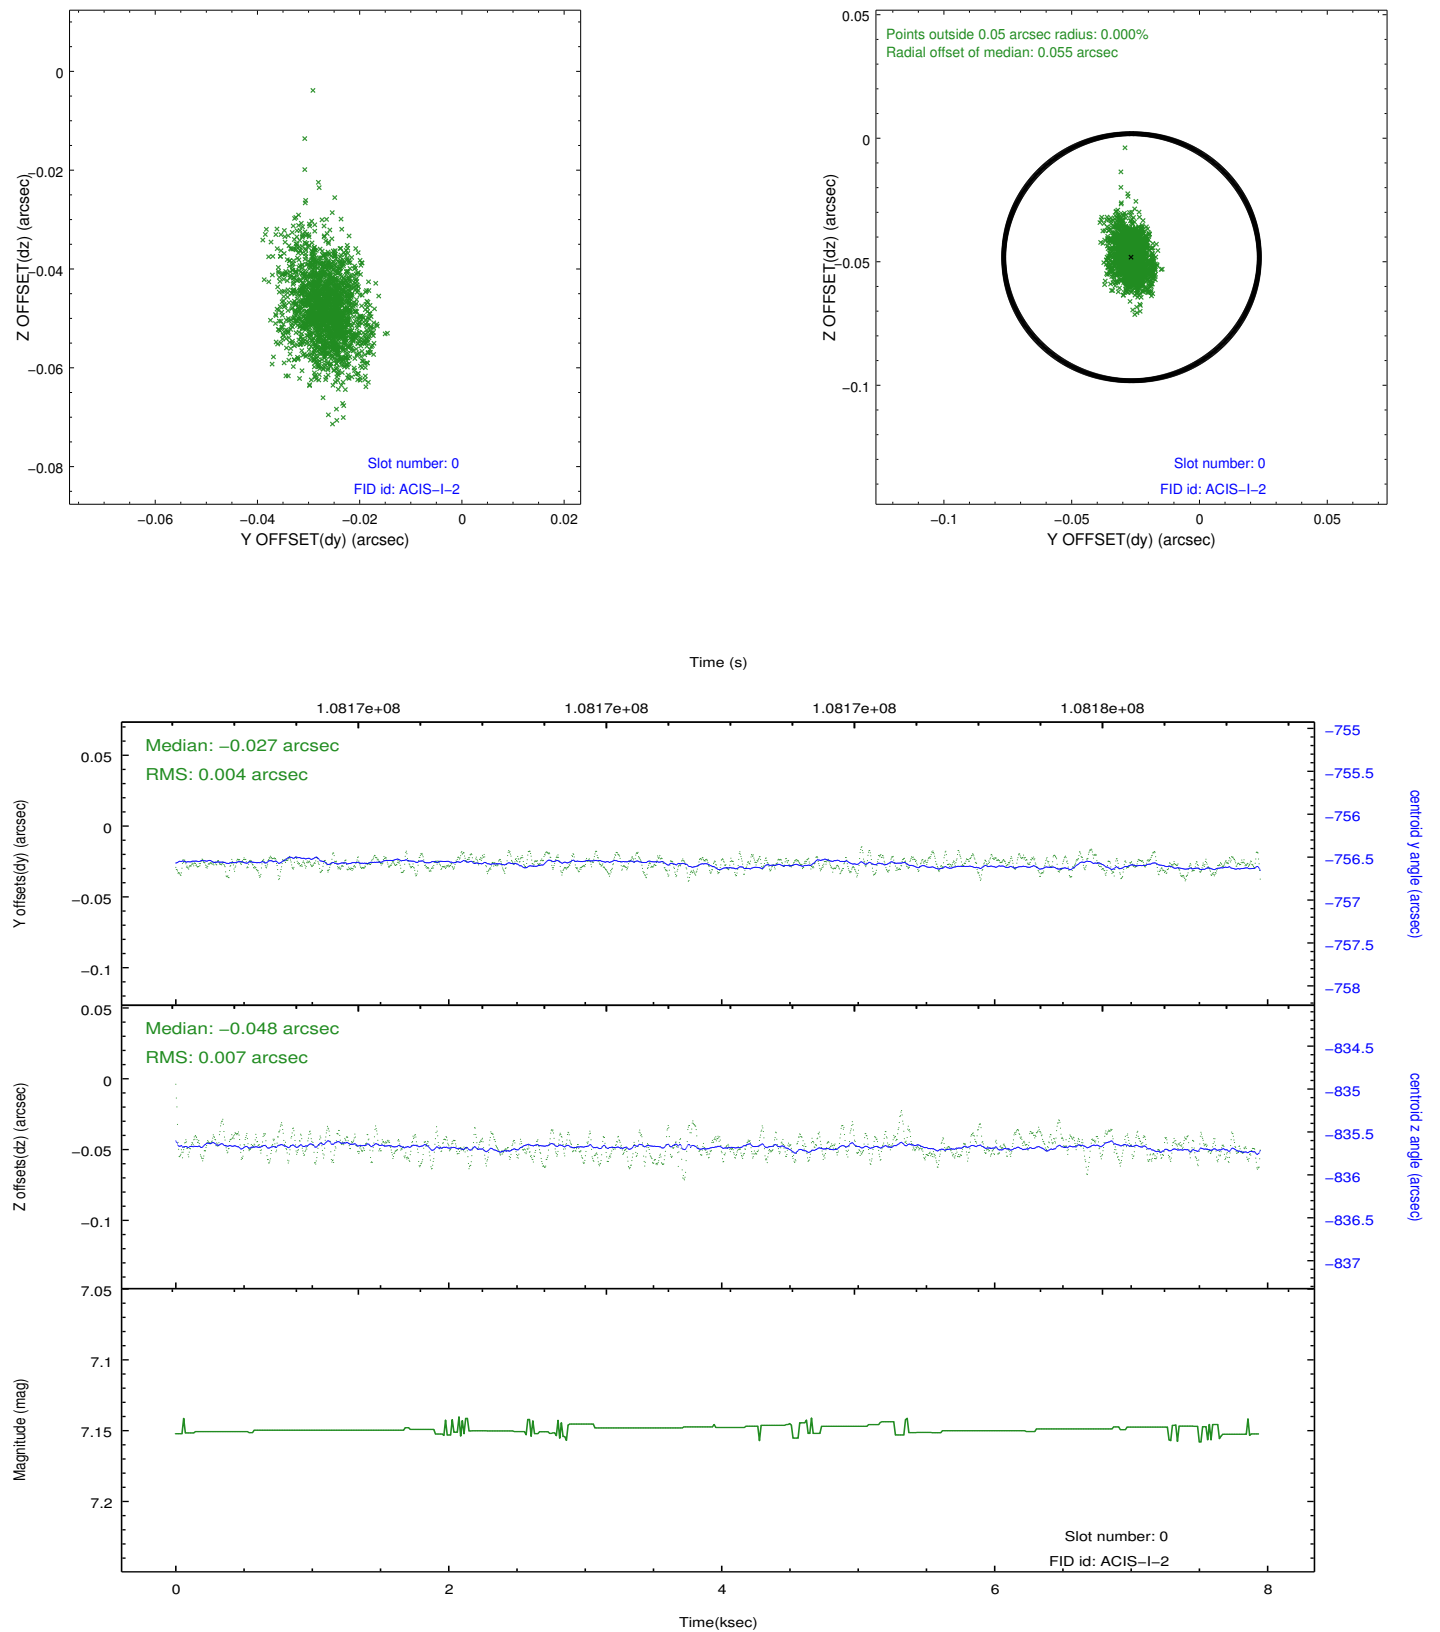 0
−0.02
−0.04
−0.06
−0.08
Z OFFSET(dz) (arcsec)
Slot number: 0
FID id: ACIS−I−2
−0.06
−0.04
−0.02
0
0.02
Y OFFSET(dy) (arcsec)
0.05
0
−0.05
−0.1
Z OFFSET(dz) (arcsec)
Points outside 0.05 arcsec radius: 0.000%
Radial offset of median: 0.055 arcsec
Slot number: 0
FID id: ACIS−I−2
−0.1
−0.05
0
0.05
Y OFFSET(dy) (arcsec)
Time (s)
1.0817e+08
1.0817e+08
1.0817e+08
1.0818e+08
Median: −0.027 arcsec
RMS: 0.004 arcsec
0.05
0
−0.05
−0.1
Y offsets(dy) (arcsec)
−755
−755.5
−756
−756.5
−757
−757.5
−758
centroid y angle (arcsec)
Median: −0.048 arcsec
RMS: 0.007 arcsec
0.05
0
−0.05
−0.1
Z offsets(dz) (arcsec)
−834.5
−835
−835.5
−836
−836.5
−837
centroid z angle (arcsec)
7.05
7.1
7.15
7.2
Magnitude (mag)
Slot number: 0
FID id: ACIS−I−2
0
2
4
6
8
Time(ksec)